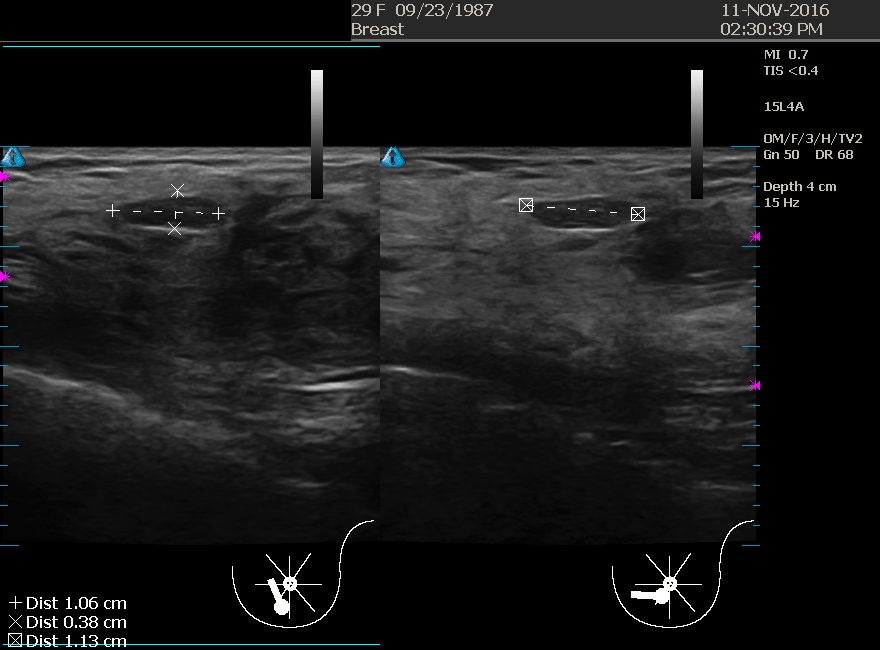 29 F 09/23/1987
11-NOV-2016
Breast
02:30:39 PM
MI 0.7
TIS <0.4
15L4A
OM/F/3/H/TV2
Gn 50 DR 68
Depth 4 cm
15 Hz
Dist 1.06 cm
Dist 0.38 cm
Dist 1.13 cm